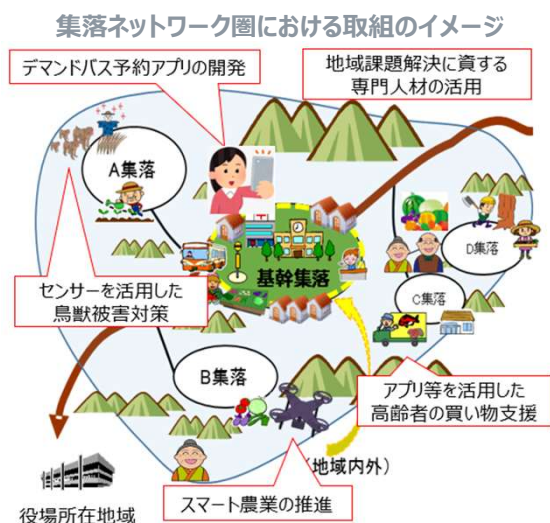 集落ネットワーク圏における取組のイメージ
デマンドバス予約アプリの開発
地域課題解決に資する
専門人材の活用
A集落
D集落
基幹集落
センサーを活用した
鳥獣被害対策
C集落
B集落
アプリ等を活用した
高齢者の買い物支援
(地域内外)
スマート農業の推進
役場所在地域